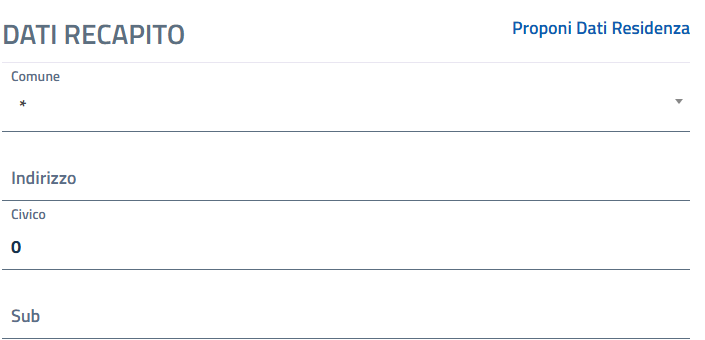 DATI RECAPITO
Proponi Dati Residenza
Comune
*
Indirizzo
Civico
0
Sub